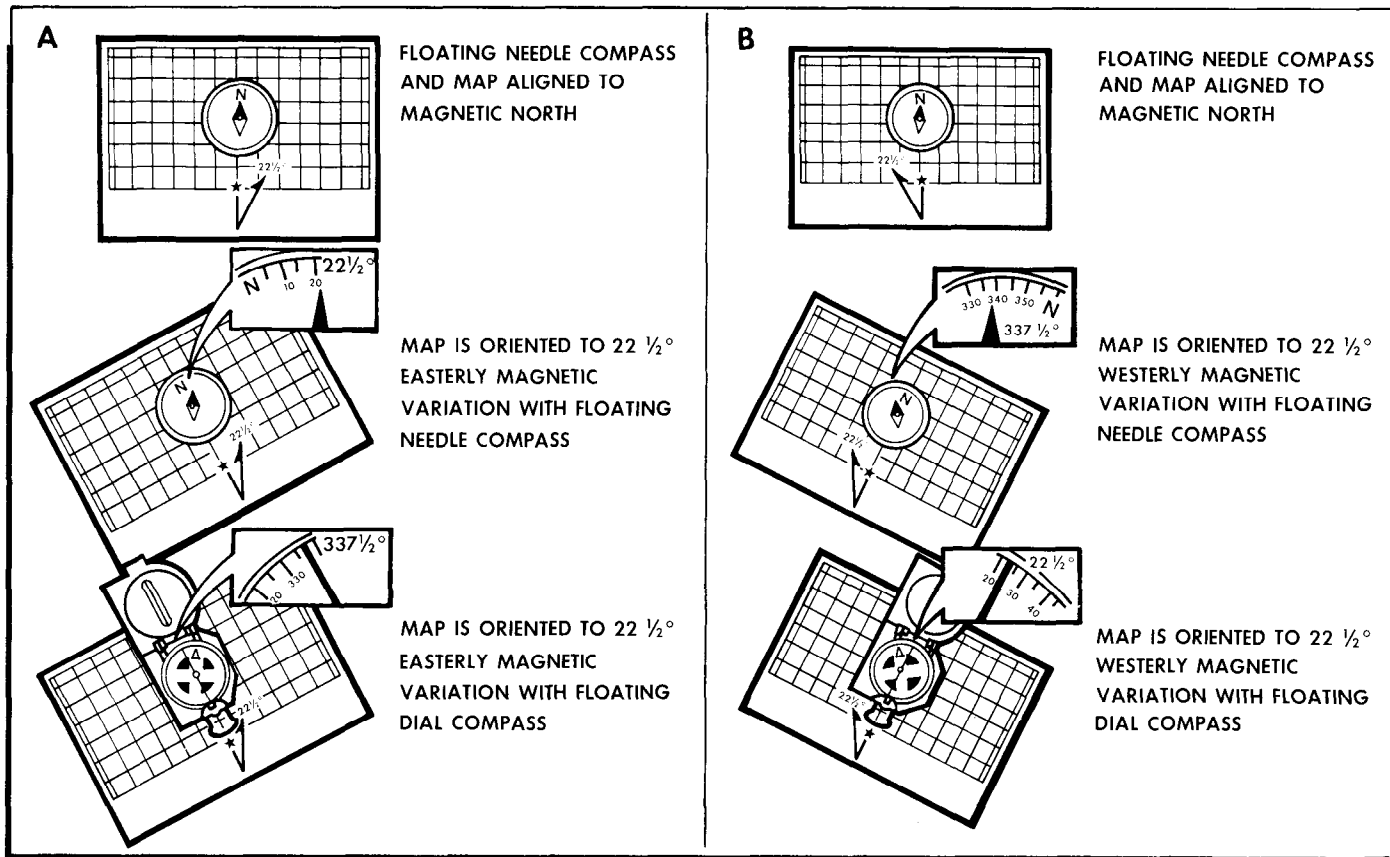 A
N
22½°
FLOATING NEEDLE COMPASS
AND MAP ALIGNED TO
MAGNETIC NORTH
N 10 20 22½°
N
22½°
MAP IS ORIENTED TO 22 ½°
EASTERLY MAGNETIC
VARIATION WITH FLOATING
NEEDLE COMPASS
20 330 337½°
22½°
MAP IS ORIENTED TO 22 ½°
EASTERLY MAGNETIC
VARIATION WITH FLOATING
DIAL COMPASS
B
N
22½°
FLOATING NEEDLE COMPASS
AND MAP ALIGNED TO
MAGNETIC NORTH
330 340 350 N
337 ½°
N
22½
MAP IS ORIENTED TO 22 ½°
WESTERLY MAGNETIC
VARIATION WITH FLOATING
NEEDLE COMPASS
22 ½°
20 30 40
22½°
MAP IS ORIENTED TO 22 ½°
WESTERLY MAGNETIC
VARIATION WITH FLOATING
DIAL COMPASS